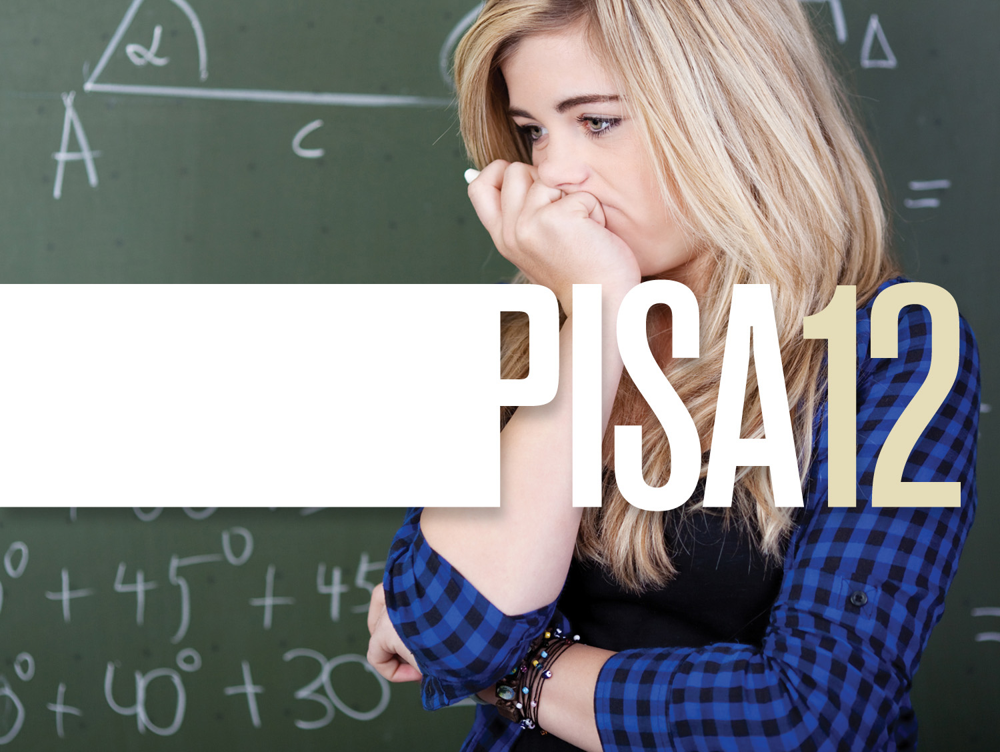 α
A
c
Δ
=
PISA12
° + 45° + 45
=
° + 40° + 30